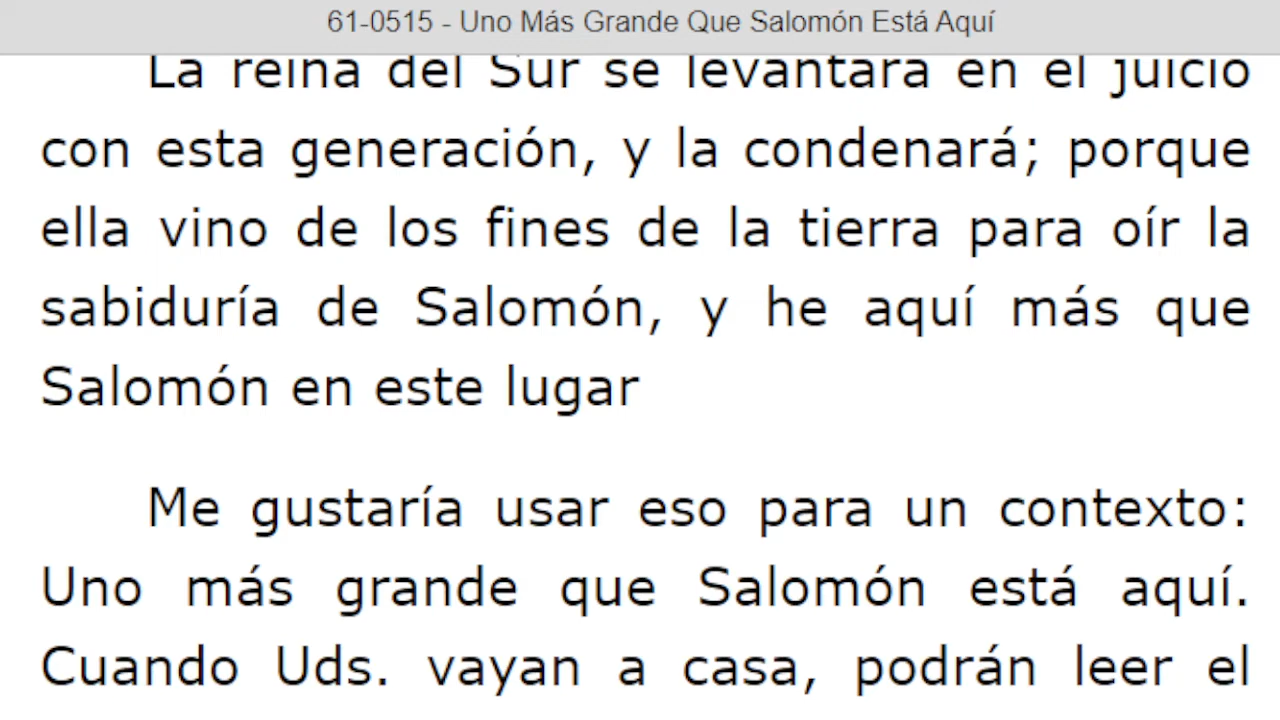 61-0515 - Uno Más Grande Que Salomón Está Aquí
La reina del Sur se levantará en el juicio
con esta generación, y la condenará; porque
ella vino de los fines de la tierra para oír la
sabiduría de Salomón, y he aquí más que
Salomón en este lugar
Me gustaría usar eso para un contexto:
Uno más grande que Salomón está aquí.
Cuando Uds. vayan a casa, podrán leer el